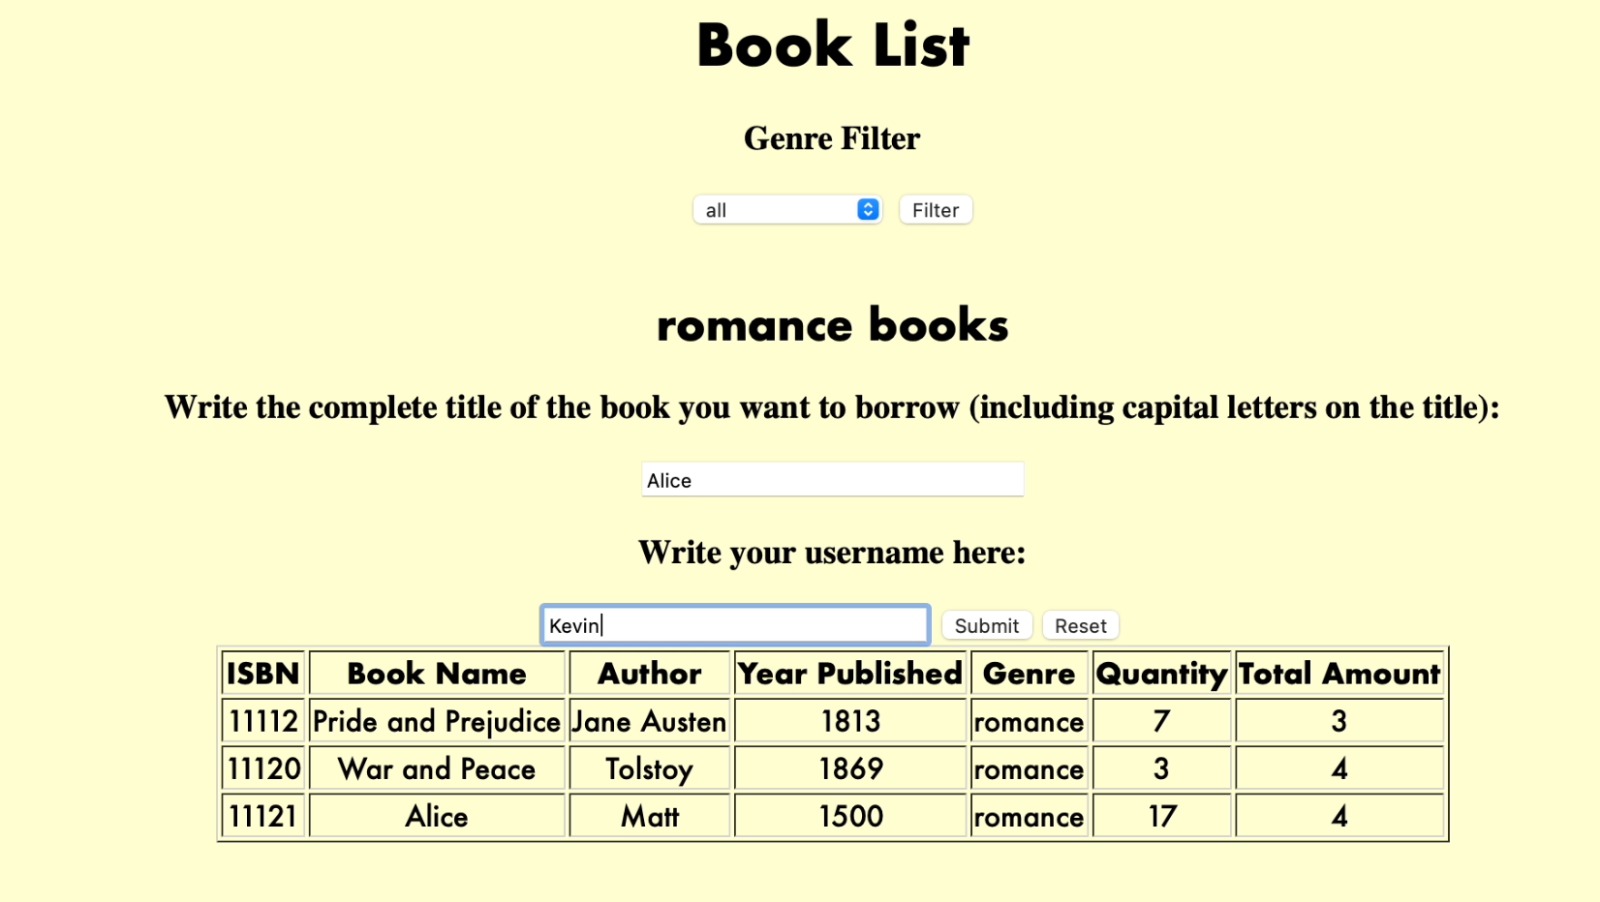 Book List
Genre Filter
all Filter
romance books
Write the complete title of the book you want to borrow (including capital letters on the title):
Alice
Write your username here:
Kevin Submit Reset
ISBN Book Name Author Year Published Genre Quantity Total Amount
11112 Pride and Prejudice Jane Austen 1813 romance 7 3
11120 War and Peace Tolstoy 1869 romance 3 4
11121 Alice Matt 1500 romance 17 4